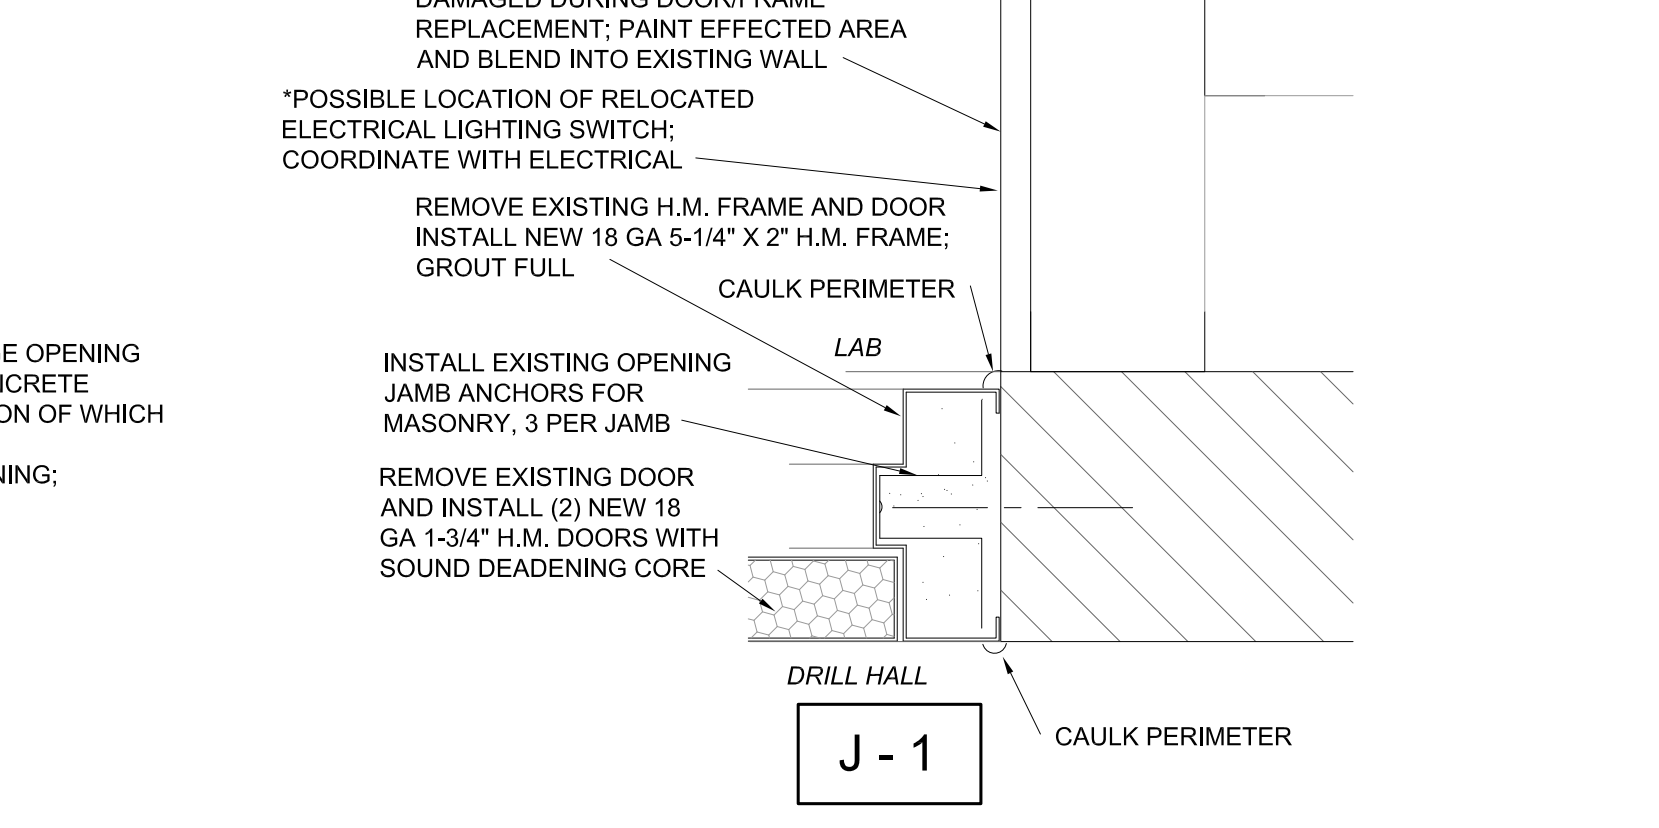 DAMAGED DURING DOOR/FRAME
REPLACEMENT; PAINT EFFECTED AREA
AND BLEND INTO EXISTING WALL
*POSSIBLE LOCATION OF RELOCATED
ELECTRICAL LIGHTING SWITCH;
COORDINATE WITH ELECTRICAL
REMOVE EXISTING H.M. FRAME AND DOOR
INSTALL NEW 18 GA 5-1/4" X 2" H.M. FRAME;
GROUT FULL
CAULK PERIMETER
LAB
OPENING
INSTALL EXISTING OPENING
JAMB ANCHORS FOR
MASONRY, 3 PER JAMB
ON OF WHICH
REMOVE EXISTING DOOR
AND INSTALL (2) NEW 18
GA 1-3/4" H.M. DOORS WITH
SOUND DEADENING CORE
DRILL HALL
J - 1
CAULK PERIMETER